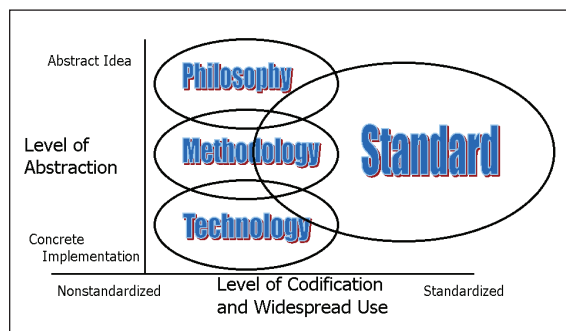 Abstract Idea
Philosophy
Level of
Abstraction
Methodology
Standard
Technology
Concrete
Implementation
Nonstandardized
Level of Codification
and Widespread Use
Standardized